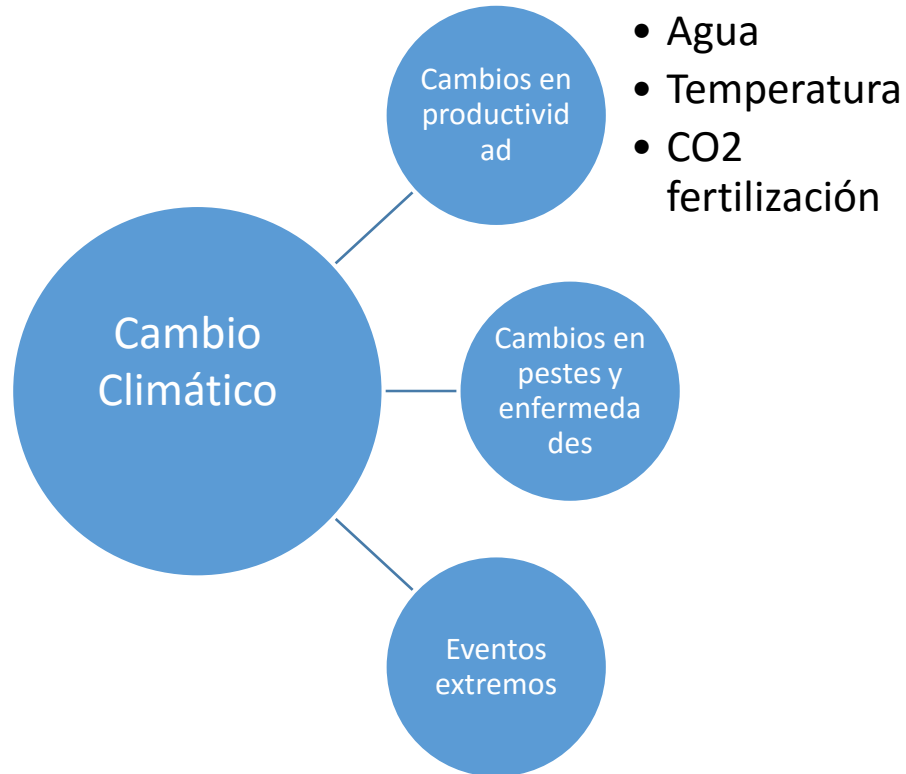 Cambio
Climático
Cambios en
productivid
ad
• Agua
• Temperatura
• CO2
fertilización
Cambios en
pestes y
enfermeda
des
Eventos
extremos